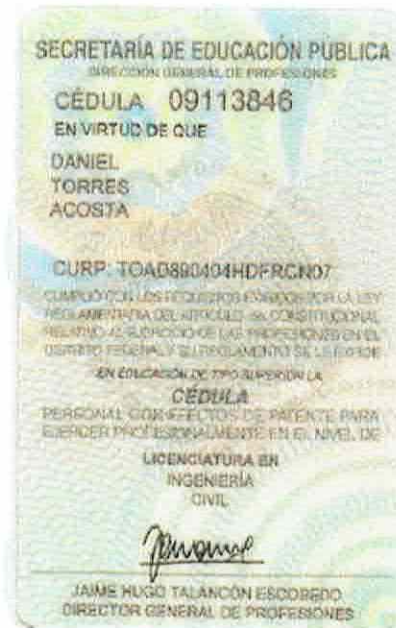 SECRETARÍA DE EDUCACIÓN PÚBLICA
DIRECCIÓN GENERAL DE PROFESIONES
CÉDULA 09113846
EN VIRTUD DE QUE
DANIEL
TORRES
ACOSTA
CURP: TOAD890404HDFRCN07
CUMPLIÓ CON LOS REQUISITOS EXIGIDOS POR LA LEY
REGLAMENTARIA DEL ARTÍCULO 5o. CONSTITUCIONAL
RELATIVO AL EJERCICIO DE LAS PROFESIONES EN EL
DISTRITO FEDERAL Y SU REGLAMENTO SE LE EXPIDE
EN EDUCACIÓN DE TIPO SUPERIOR LA
CÉDULA
PERSONAL CON EFECTOS DE PATENTE PARA
EJERCER PROFESIONALMENTE EN EL NIVEL DE
LICENCIATURA EN
INGENIERÍA
CIVIL
JAIME HUGO TALANCÓN ESCOBEDO
DIRECTOR GENERAL DE PROFESIONES